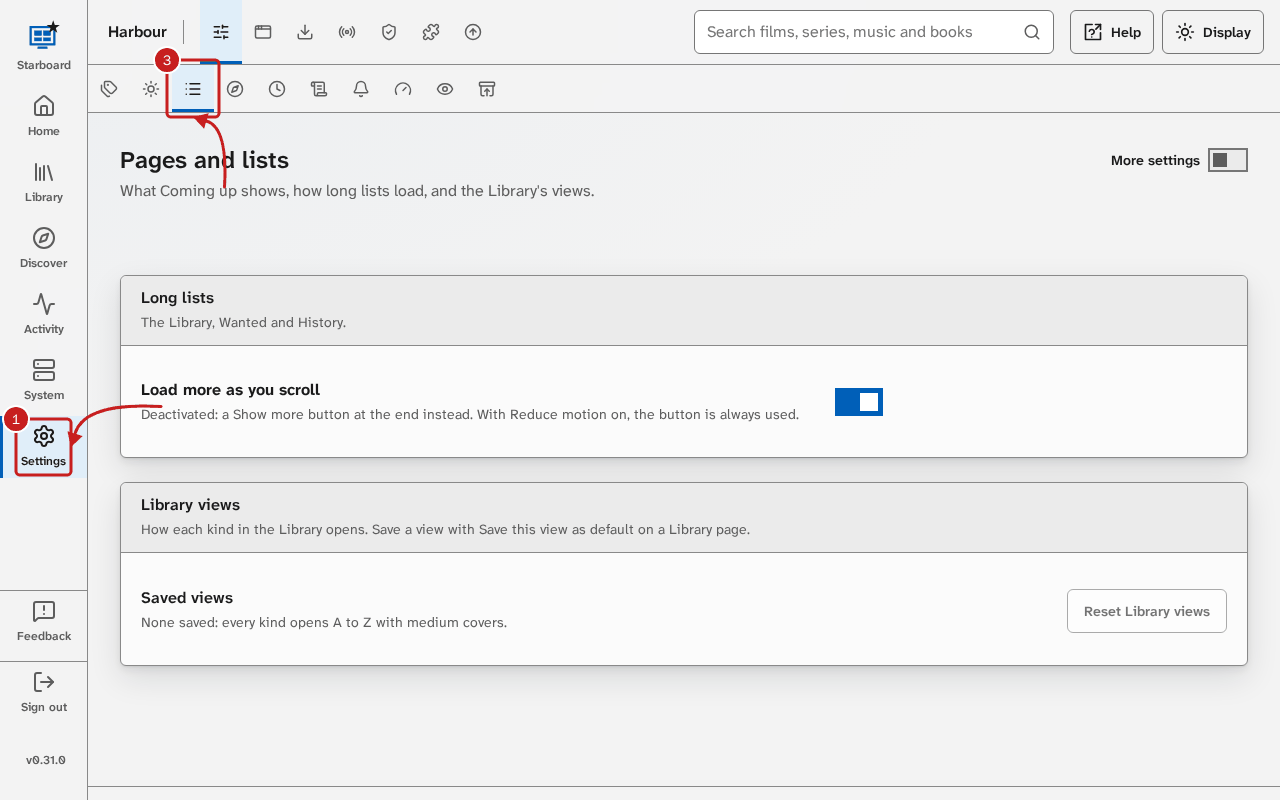 Starboard
Home
Library
Discover
Activity
System
1
Settings
Feedback
Sign out
v0.31.0
Harbour
Search films, series, music and books
Help
Display
3
Pages and lists
What Coming up shows, how long lists load, and the Library's views.
More settings
Long lists
The Library, Wanted and History.
Load more as you scroll
Deactivated: a Show more button at the end instead. With Reduce motion on, the button is always used.
Library views
How each kind in the Library opens. Save a view with Save this view as default on a Library page.
Saved views
None saved: every kind opens A to Z with medium covers.
Reset Library views